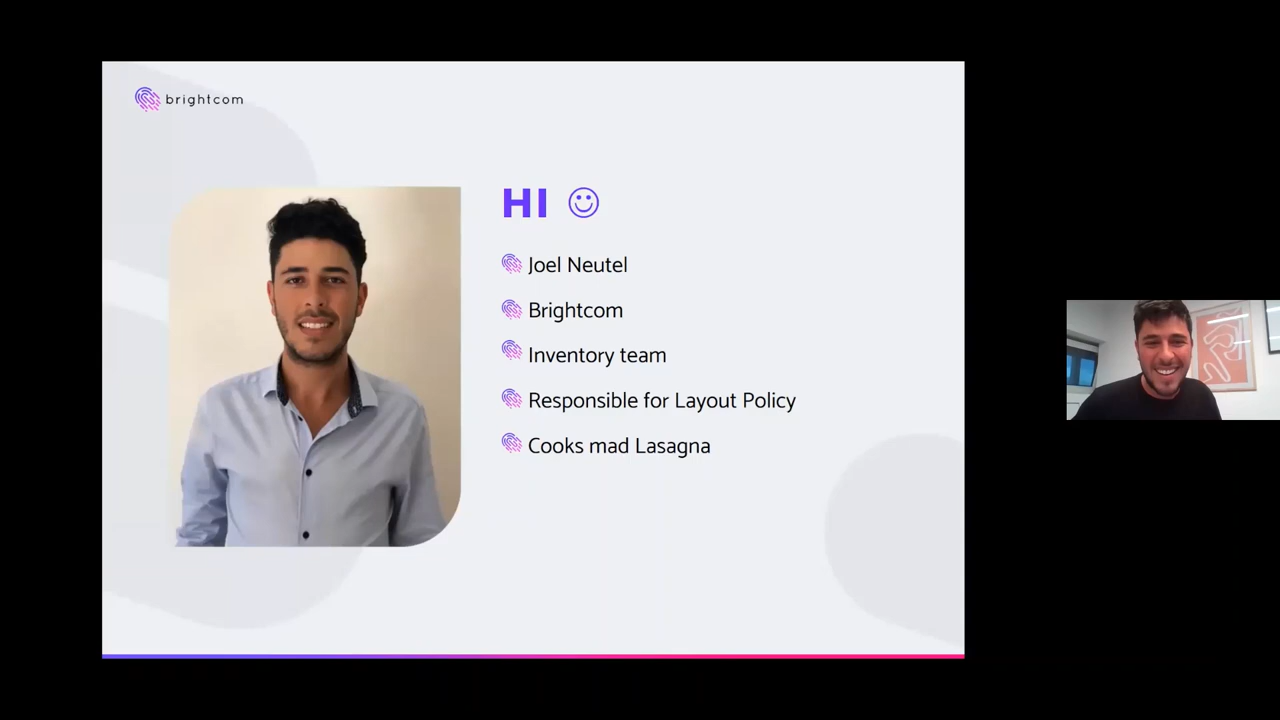 brightcom
HI
Joel Neutel
Brightcom
Inventory team
Responsible for Layout Policy
Cooks mad Lasagna